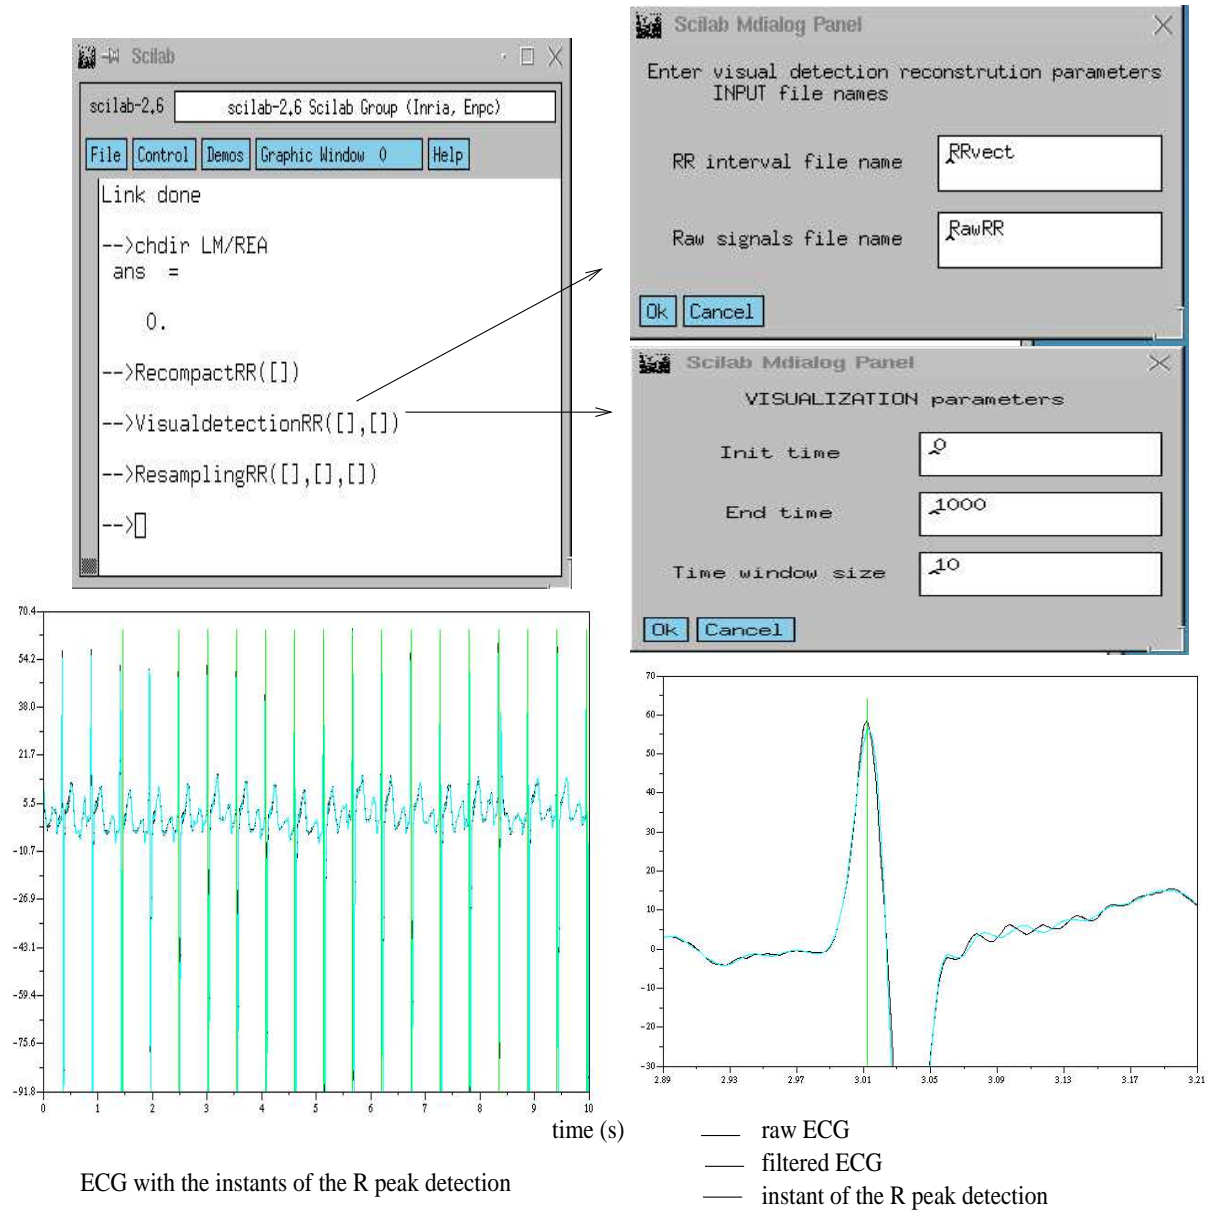 Scilab
scilab-2.6
scilab-2.6 Scilab Group (Inria, Enpc)
File Control Demos Graphic Window 0 Help
Link done
-->chdir LM/REA
ans =
0.
-->RecompactRR([])
-->VisualdetectionRR([],[])
-->ResamplingRR([],[],[])
-->
Scilab Mdialog Panel
Enter visual detection reconstrution parameters
INPUT file names
RR interval file name
RRvect
Raw signals file name
RawRR
Ok Cancel
Scilab Mdialog Panel
VISUALIZATION parameters
Init time
0
End time
1000
Time window size
10
Ok Cancel
70.4
54.2
38.0
21.7
5.5
-10.7
-26.9
-43.1
-59.4
-75.6
-91.8
0 1 2 3 4 5 6 7 8 9 10
time (s)
ECG with the instants of the R peak detection
70
60
50
40
30
20
10
0
-10
-20
-30
2.89 2.93 2.97 3.01 3.05 3.09 3.13 3.17 3.21
raw ECG
filtered ECG
instant of the R peak detection